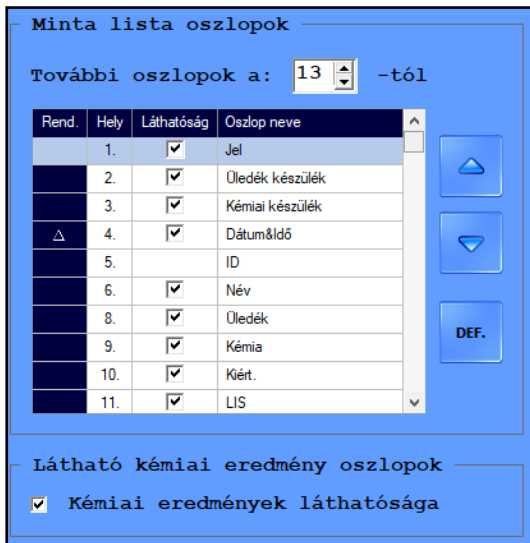 Minta lista oszlopok
További oszlopok a: 13 -tól
Rend. Hely Láthatóság Oszlop neve
1. Jel
2. Üledék készülék
3. Kémiai készülék
Δ 4. Dátum&Idő
5. ID
6. Név
8. Üledék
9. Kémia
10. Kiért.
11. LIS
DEF.
Látható kémiai eredmény oszlopok
Kémiai eredmények láthatósága